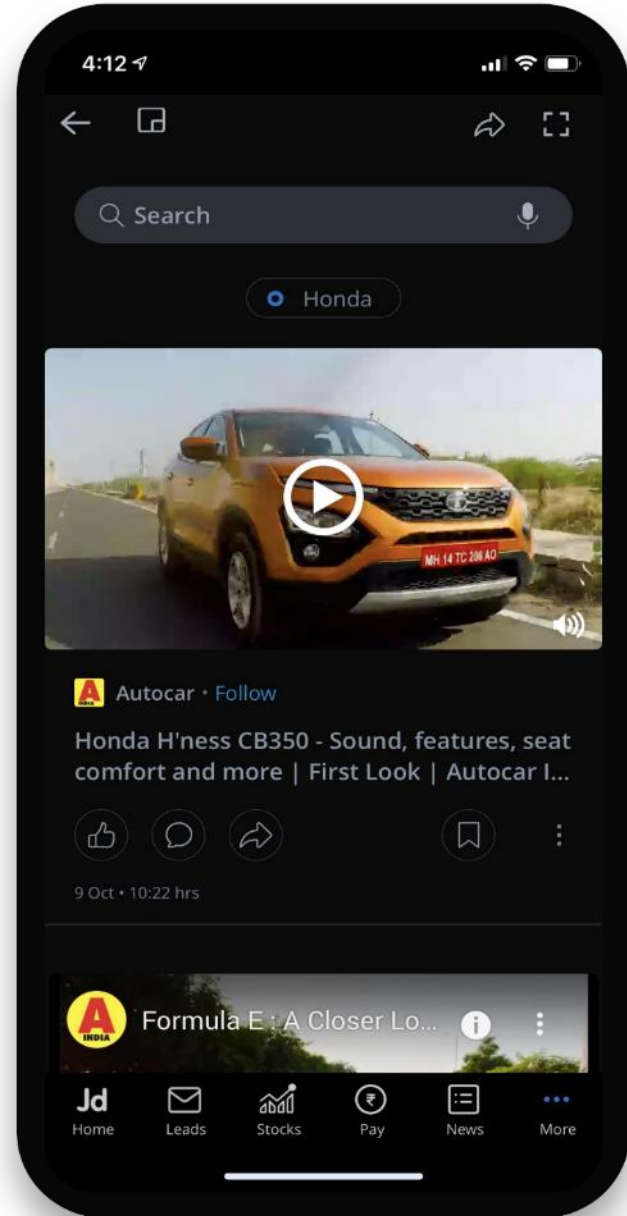 4:12
Search
Honda
MH 14 TC 206 AO
A
INDIA
Autocar • Follow
Honda H'ness CB350 - Sound, features, seat
comfort and more | First Look | Autocar I...
9 Oct • 10:22 hrs
A
INDIA
Formula E : A Closer Lo...
Jd
Home Leads Stocks Pay News More